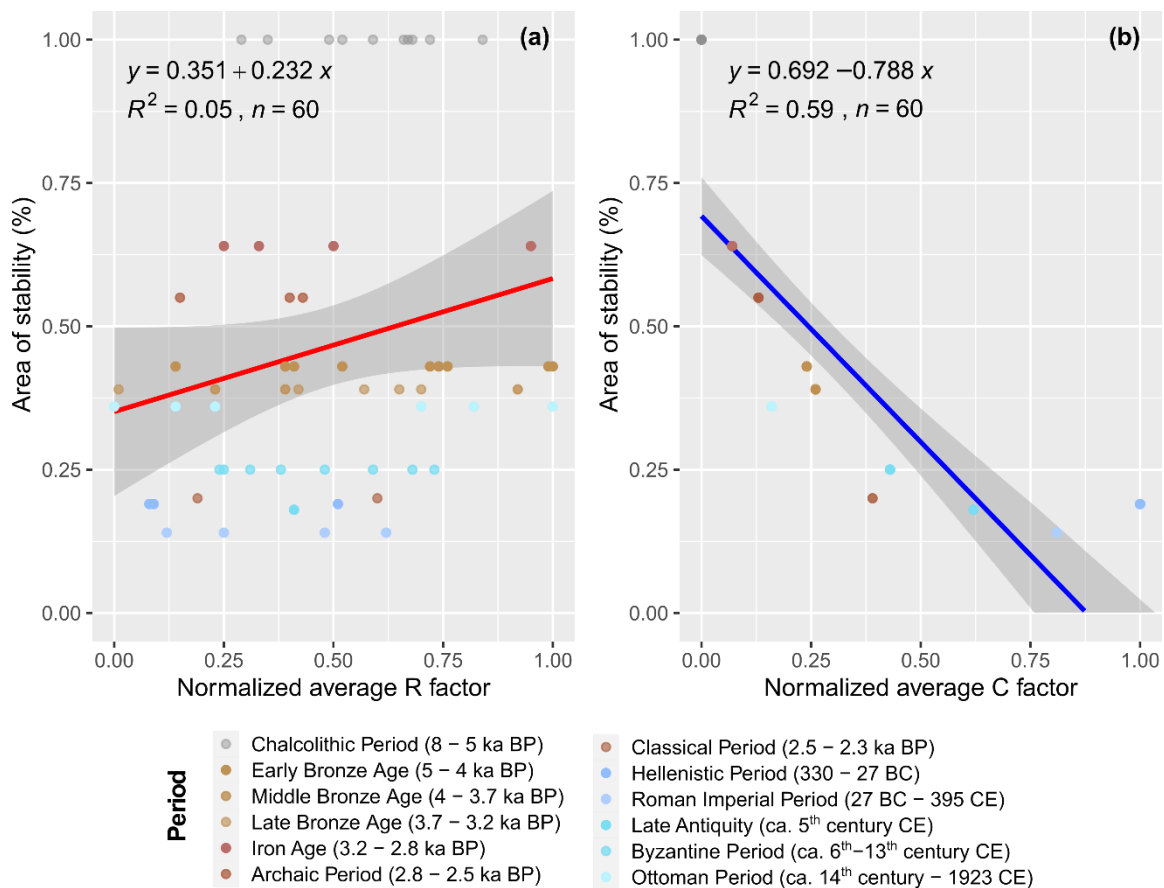 (a)
y = 0.351 + 0.232 x
R² = 0.05 , n = 60
1.00
0.75
0.50
0.25
0.00
Area of stability (%)
0.00 0.25 0.50 0.75 1.00
Normalized average R factor
(b)
y = 0.692 −0.788 x
R² = 0.59 , n = 60
1.00
0.75
0.50
0.25
0.00
Area of stability (%)
0.00 0.25 0.50 0.75 1.00
Normalized average C factor
Period
Chalcolithic Period (8 − 5 ka BP)
Early Bronze Age (5 − 4 ka BP)
Middle Bronze Age (4 − 3.7 ka BP)
Late Bronze Age (3.7 − 3.2 ka BP)
Iron Age (3.2 − 2.8 ka BP)
Archaic Period (2.8 − 2.5 ka BP)
Classical Period (2.5 − 2.3 ka BP)
Hellenistic Period (330 − 27 BC)
Roman Imperial Period (27 BC − 395 CE)
Late Antiquity (ca. 5th century CE)
Byzantine Period (ca. 6th−13th century CE)
Ottoman Period (ca. 14th century − 1923 CE)